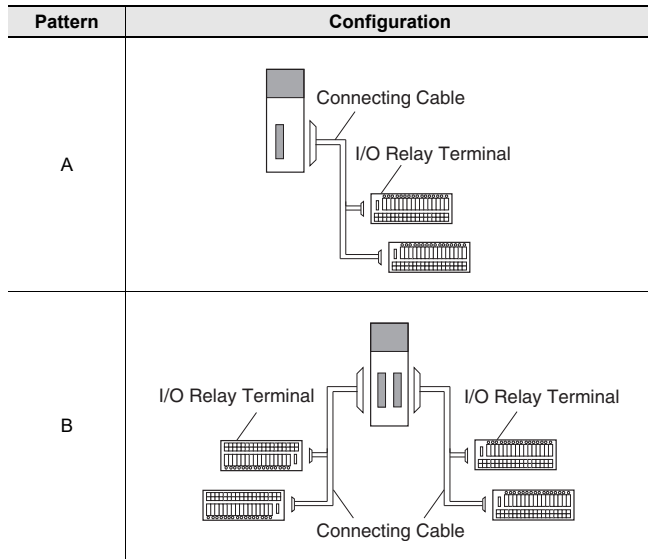 Pattern Configuration
A
Connecting Cable
I/O Relay Terminal
B
I/O Relay Terminal I/O Relay Terminal
Connecting Cable